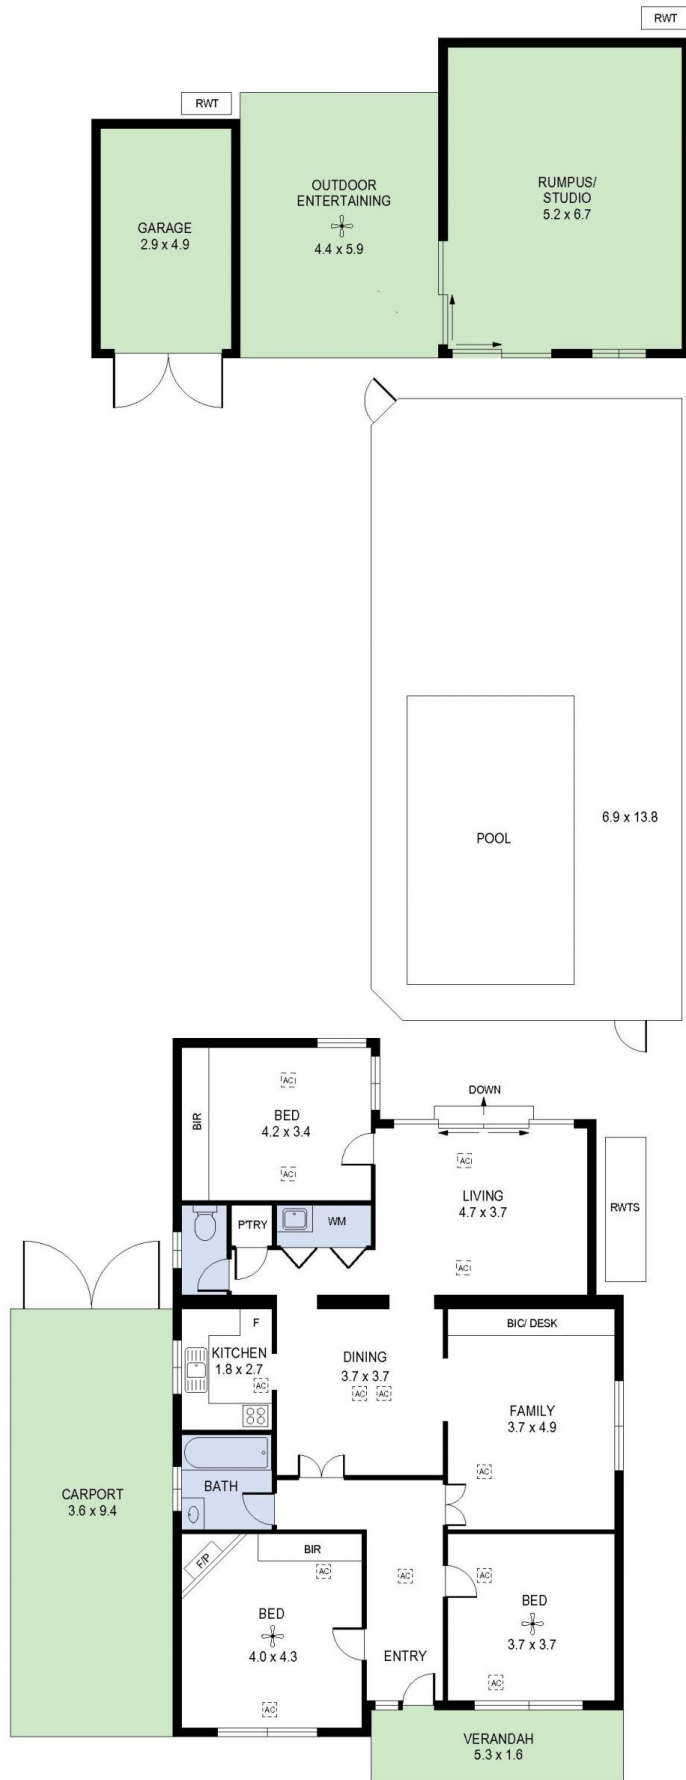 RWT
RWT
OUTDOOR
ENTERTAINING
4.4 x 5.9
RUMPUS/
STUDIO
5.2 x 6.7
GARAGE
2.9 x 4.9
POOL
6.9 x 13.8
AC
BED
4.2 x 3.4
BIR
AC
DOWN
AC
LIVING
4.7 x 3.7
AC
RWTS
P'TRY
WM
F
KITCHEN
1.8 x 2.7
AC
DINING
3.7 x 3.7
AC
AC
BIC/ DESK
FAMILY
3.7 x 4.9
AC
CARPORT
3.6 x 9.4
BATH
F/P
BIR
AC
BED
4.0 x 4.3
AC
AC
ENTRY
AC
BED
3.7 x 3.7
AC
VERANDAH
5.3 x 1.6